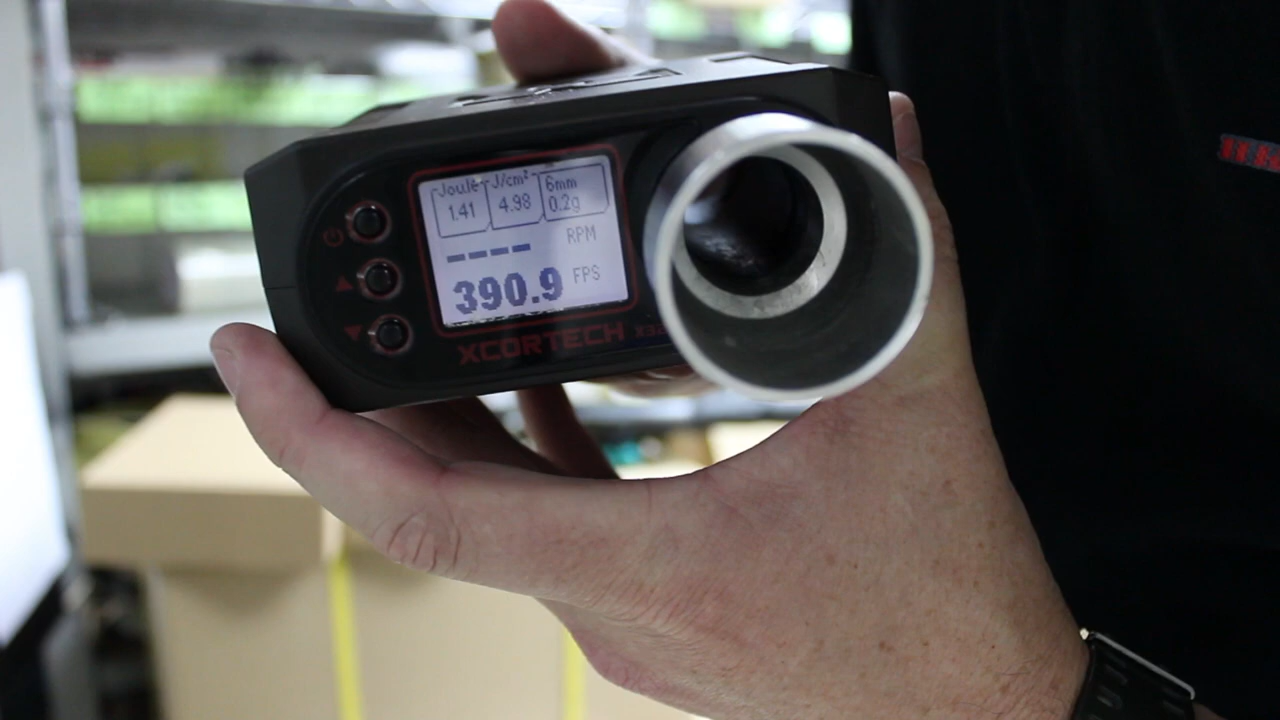 Joule J/cm² 6mm
1.41 4.98 0.2g
---- RPM
390.9 FPS
XCORTECH